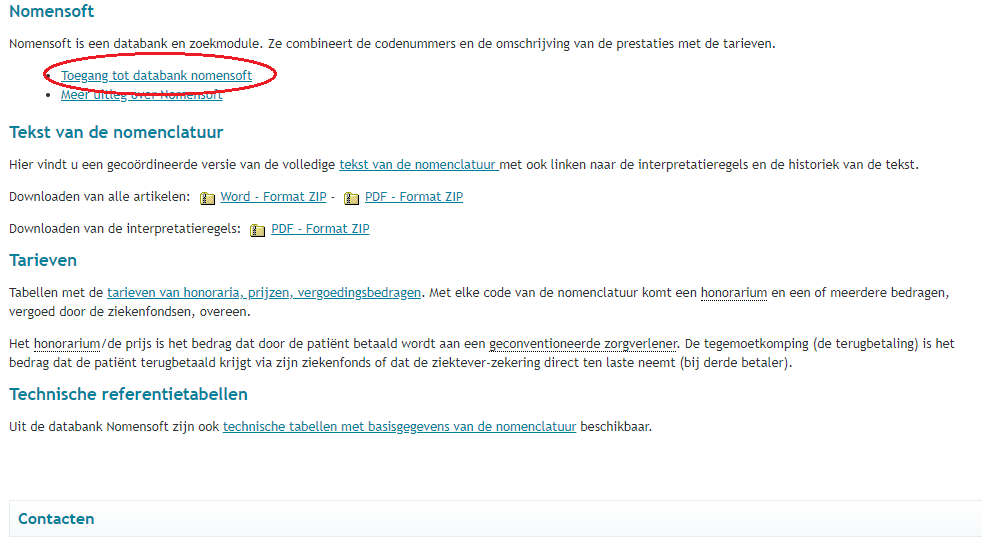 Nomensoft
Nomensoft is een databank en zoekmodule. Ze combineert de codenummers en de omschrijving van de prestaties met de tarieven.
Toegang tot databank nomensoft
Meer uitleg over Nomensoft
Tekst van de nomenclatuur
Hier vindt u een gecoördineerde versie van de volledige tekst van de nomenclatuur met ook linken naar de interpretatieregels en de historiek van de tekst.
Downloaden van alle artikelen: Word - Format ZIP - PDF - Format ZIP
Downloaden van de interpretatieregels: PDF - Format ZIP
Tarieven
Tabellen met de tarieven van honoraria, prijzen, vergoedingsbedragen. Met elke code van de nomenclatuur komt een honorarium en een of meerdere bedragen,
vergoed door de ziekenfondsen, overeen.
Het honorarium/de prijs is het bedrag dat door de patiënt betaald wordt aan een geconventioneerde zorgverlener. De tegemoetkomping (de terugbetaling) is het
bedrag dat de patiënt terugbetaald krijgt via zijn ziekenfonds of dat de ziektever-zekering direct ten laste neemt (bij derde betaler).
Technische referentietabellen
Uit de databank Nomensoft zijn ook technische tabellen met basisgegevens van de nomenclatuur beschikbaar.
Contacten